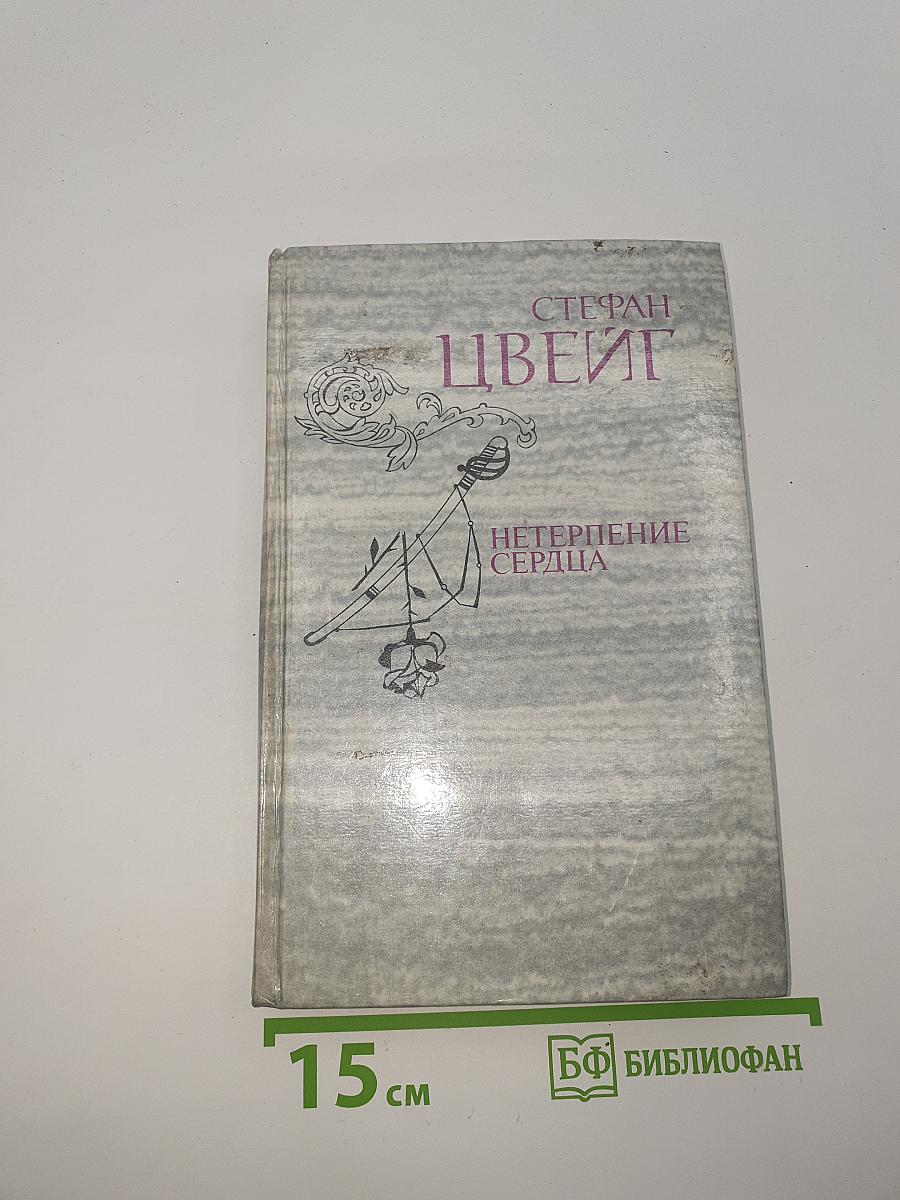 СТЕФАН
ЦВЕЙГ
НЕТЕРПЕНИЕ
СЕРДЦА
15 см
БФ БИБЛИОФАН